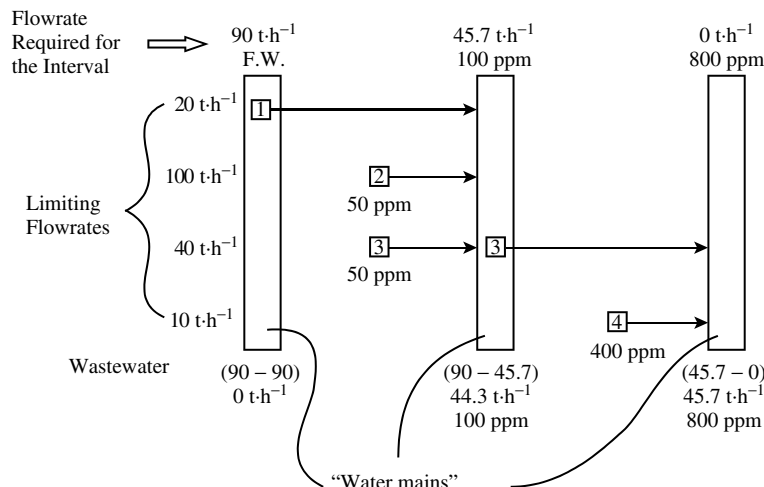 Flowrate
Required for
the Interval
90 t·h⁻¹
F.W.
45.7 t·h⁻¹
100 ppm
0 t·h⁻¹
800 ppm
Limiting
Flowrates
20 t·h⁻¹
1
100 t·h⁻¹
2
50 ppm
40 t·h⁻¹
3
50 ppm
3
10 t·h⁻¹
4
400 ppm
Wastewater
(90 – 90)
0 t·h⁻¹
(90 – 45.7)
44.3 t·h⁻¹
100 ppm
(45.7 – 0)
45.7 t·h⁻¹
800 ppm
“Water mains”